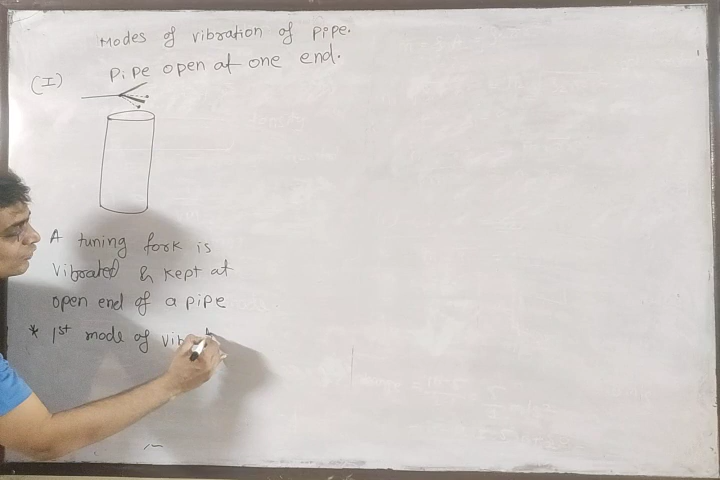 Modes of vibration of pipe.
(I) Pipe open at one end.
A tuning fork is
vibrated & kept at
open end of a pipe
* 1st mode of vib